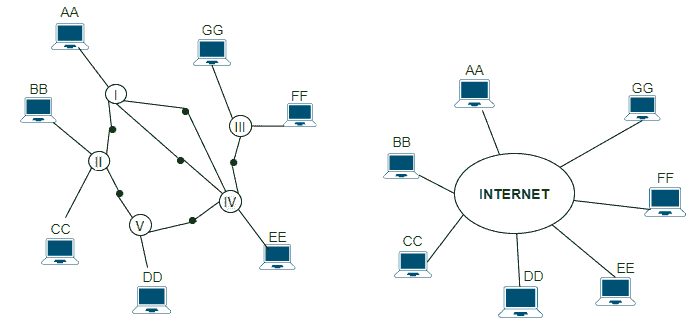 AA
GG
BB
I
FF
III
II
IV
V
CC
EE
DD
AA
GG
BB
INTERNET
FF
CC
DD
EE